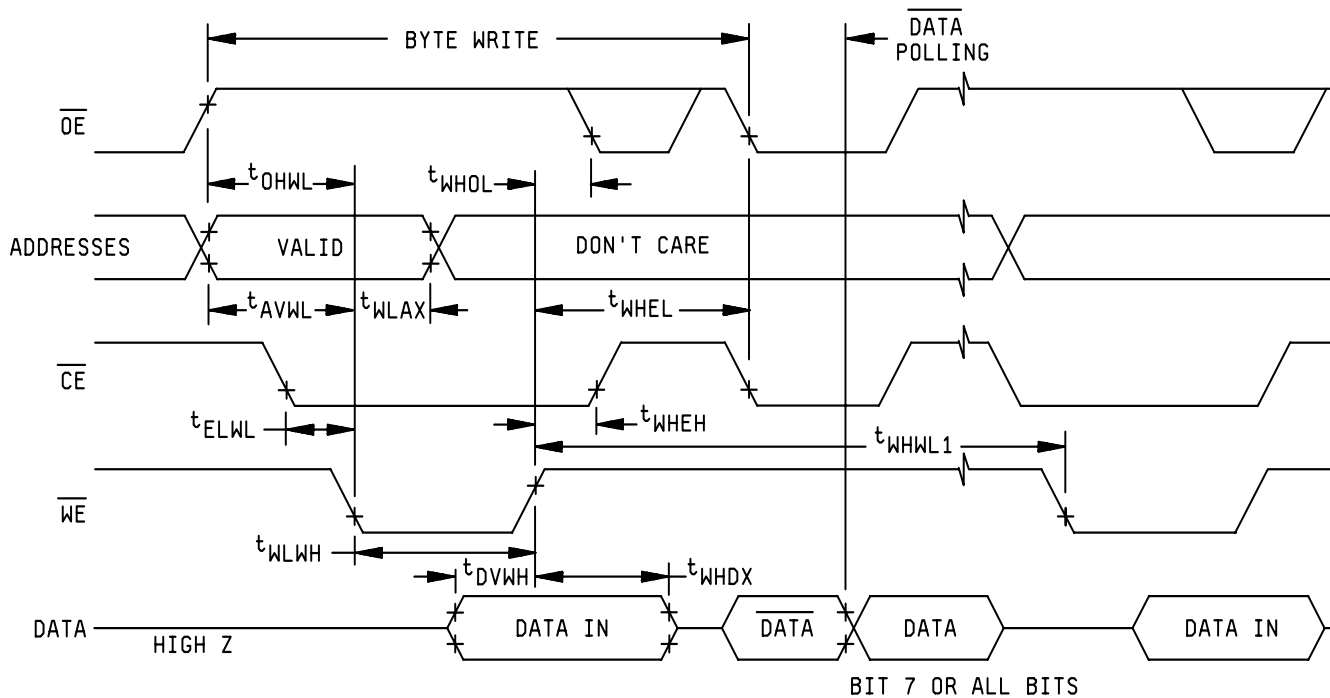 DATA
POLLING
BYTE WRITE
OE
tOHWL
tWHOL
ADDRESSES
VALID
DON'T CARE
tAVWL
tWLAX
tWHEL
CE
tELWL
tWHEH
tWHWL1
WE
tWLWH
tDVWH
tWHDX
DATA
HIGH Z
DATA IN
DATA
DATA
DATA IN
BIT 7 OR ALL BITS